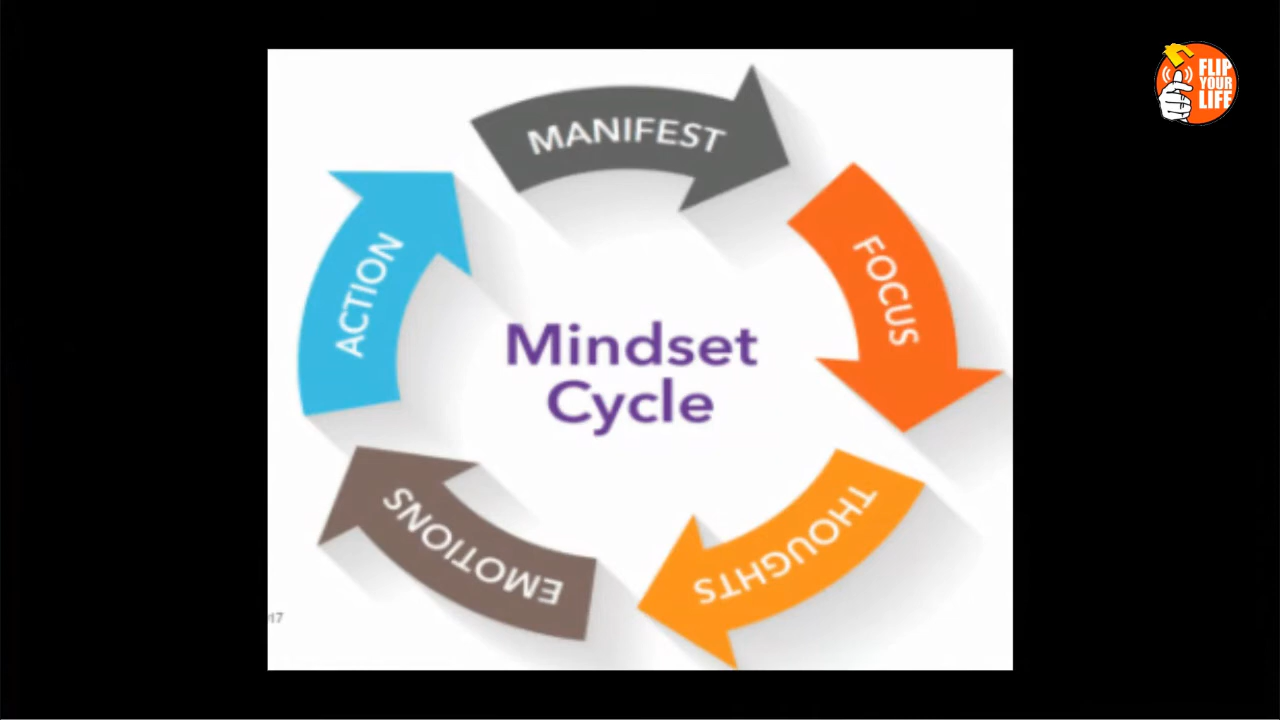 FLIP
YOUR
LIFE
MANIFEST
FOCUS
THOUGHTS
EMOTIONS
ACTION
Mindset
Cycle